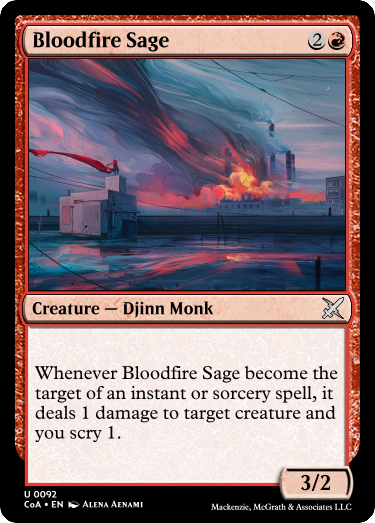 Bloodfire Sage 2
Creature — Djinn Monk
Whenever Bloodfire Sage become the
target of an instant or sorcery spell, it
deals 1 damage to target creature and
you scry 1.
3/2
U 0092
CoA • EN Alena Aenami
Mackenzie, McGrath & Associates LLC